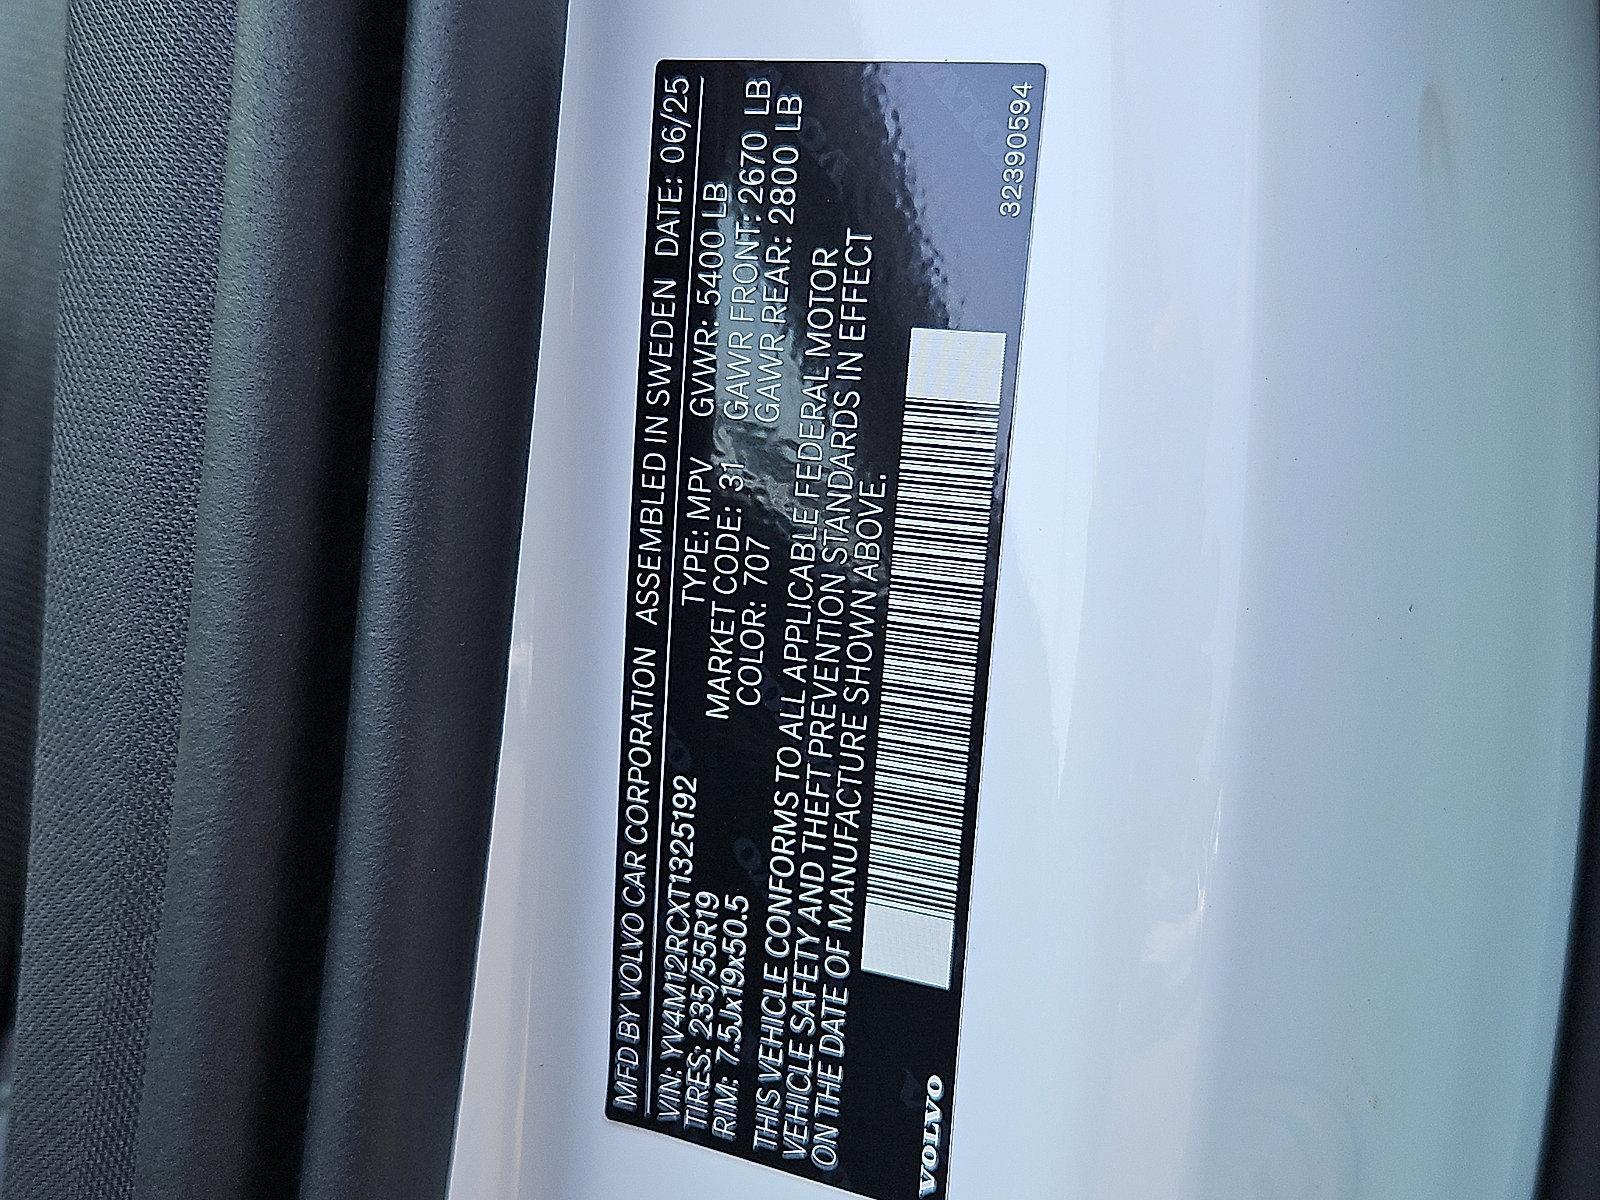 MFD BY VOLVO CAR CORPORATION ASSEMBLED IN SWEDEN DATE: 06/25
VIN: YV4M12RCXT1325192 TYPE: MPV GVWR: 5400 LB
TIRES: 235/55R19 MARKET CODE: 31 GAWR FRONT: 2670 LB
RIM: 7.5Jx19x50.5 COLOR: 707 GAWR REAR: 2800 LB
THIS VEHICLE CONFORMS TO ALL APPLICABLE FEDERAL MOTOR
VEHICLE SAFETY AND THEFT PREVENTION STANDARDS IN EFFECT
ON THE DATE OF MANUFACTURE SHOWN ABOVE.
VOLVO 32390594